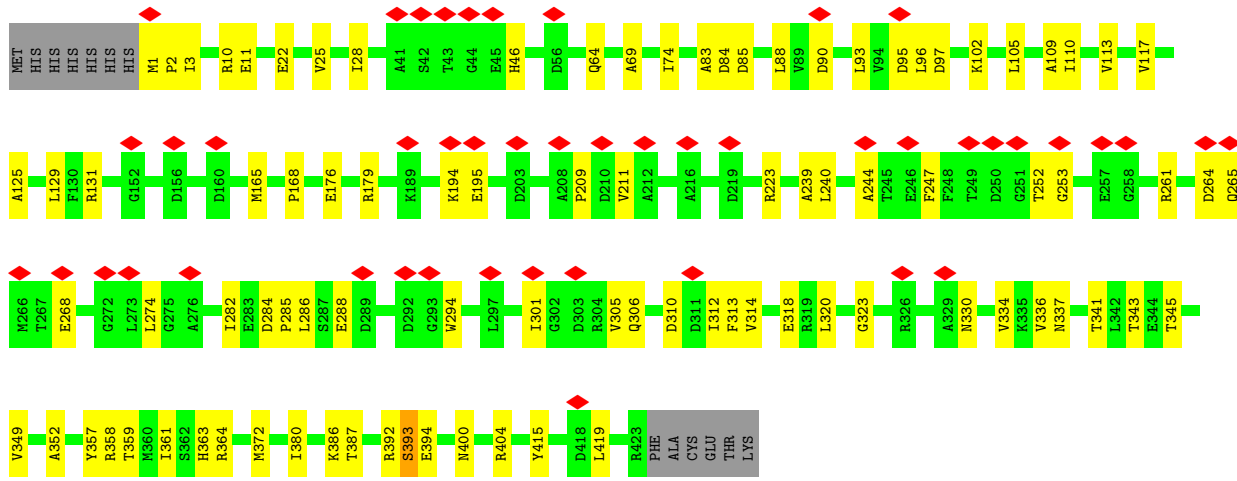 MET HIS HIS HIS HIS HIS HIS M1 P2 I3 R10 E11 E22 V25 I28 A41 S42 T43 G44 E45 H46 D56 Q64 A69 I74 A83 D84 D85 L88 V89 D90 L93 V94 D95 L96 D97 K102 L105 A109 I110 V113 V117
A125 L129 F130 R131 G152 D156 D160 M165 P168 E176 R179 K189 K194 E195 D203 A208 P209 D210 V211 A212 A216 D219 R223 A239 L240 A244 T245 E246 F247 F248 T249 D250 G251 T252 G253 E257 G258 R261 D264 Q265
M266 T267 E268 G272 L273 L274 G275 A276 I282 E283 D284 P285 L286 S287 E288 D289 D292 G293 W294 L297 I301 G302 D303 R304 V305 Q306 D310 D311 I312 F313 V314 E318 R319 L320 G323 R326 A329 N330 V334 K335 V336 N337 T341 L342 T343 E344 T345
V349 A352 Y357 R358 T359 M360 I361 S362 H363 R364 M372 I380 K386 T387 R392 S393 E394 N400 R404 Y415 D418 L419 R423 PHE ALA CYS GLU THR LYS